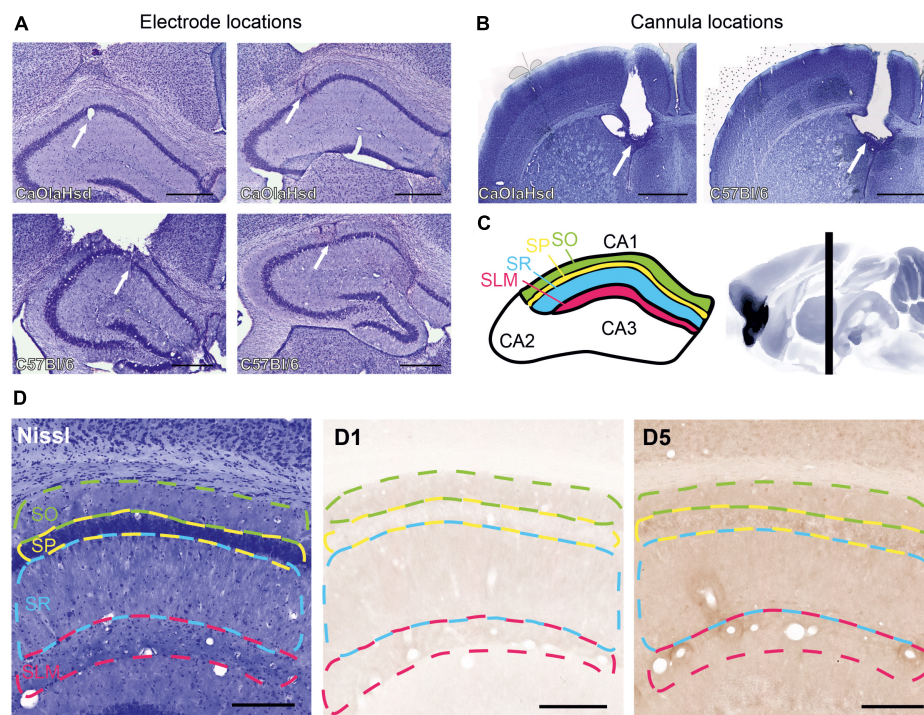 A
Electrode locations
CaOlaHsd
CaOlaHsd
C57Bl/6
C57Bl/6
B
Cannula locations
CaOlaHsd
C57Bl/6
C
CA1
SO
SP
SR
SLM
CA2
CA3
D
Nissl
SO
SP
SR
SLM
D1
D5